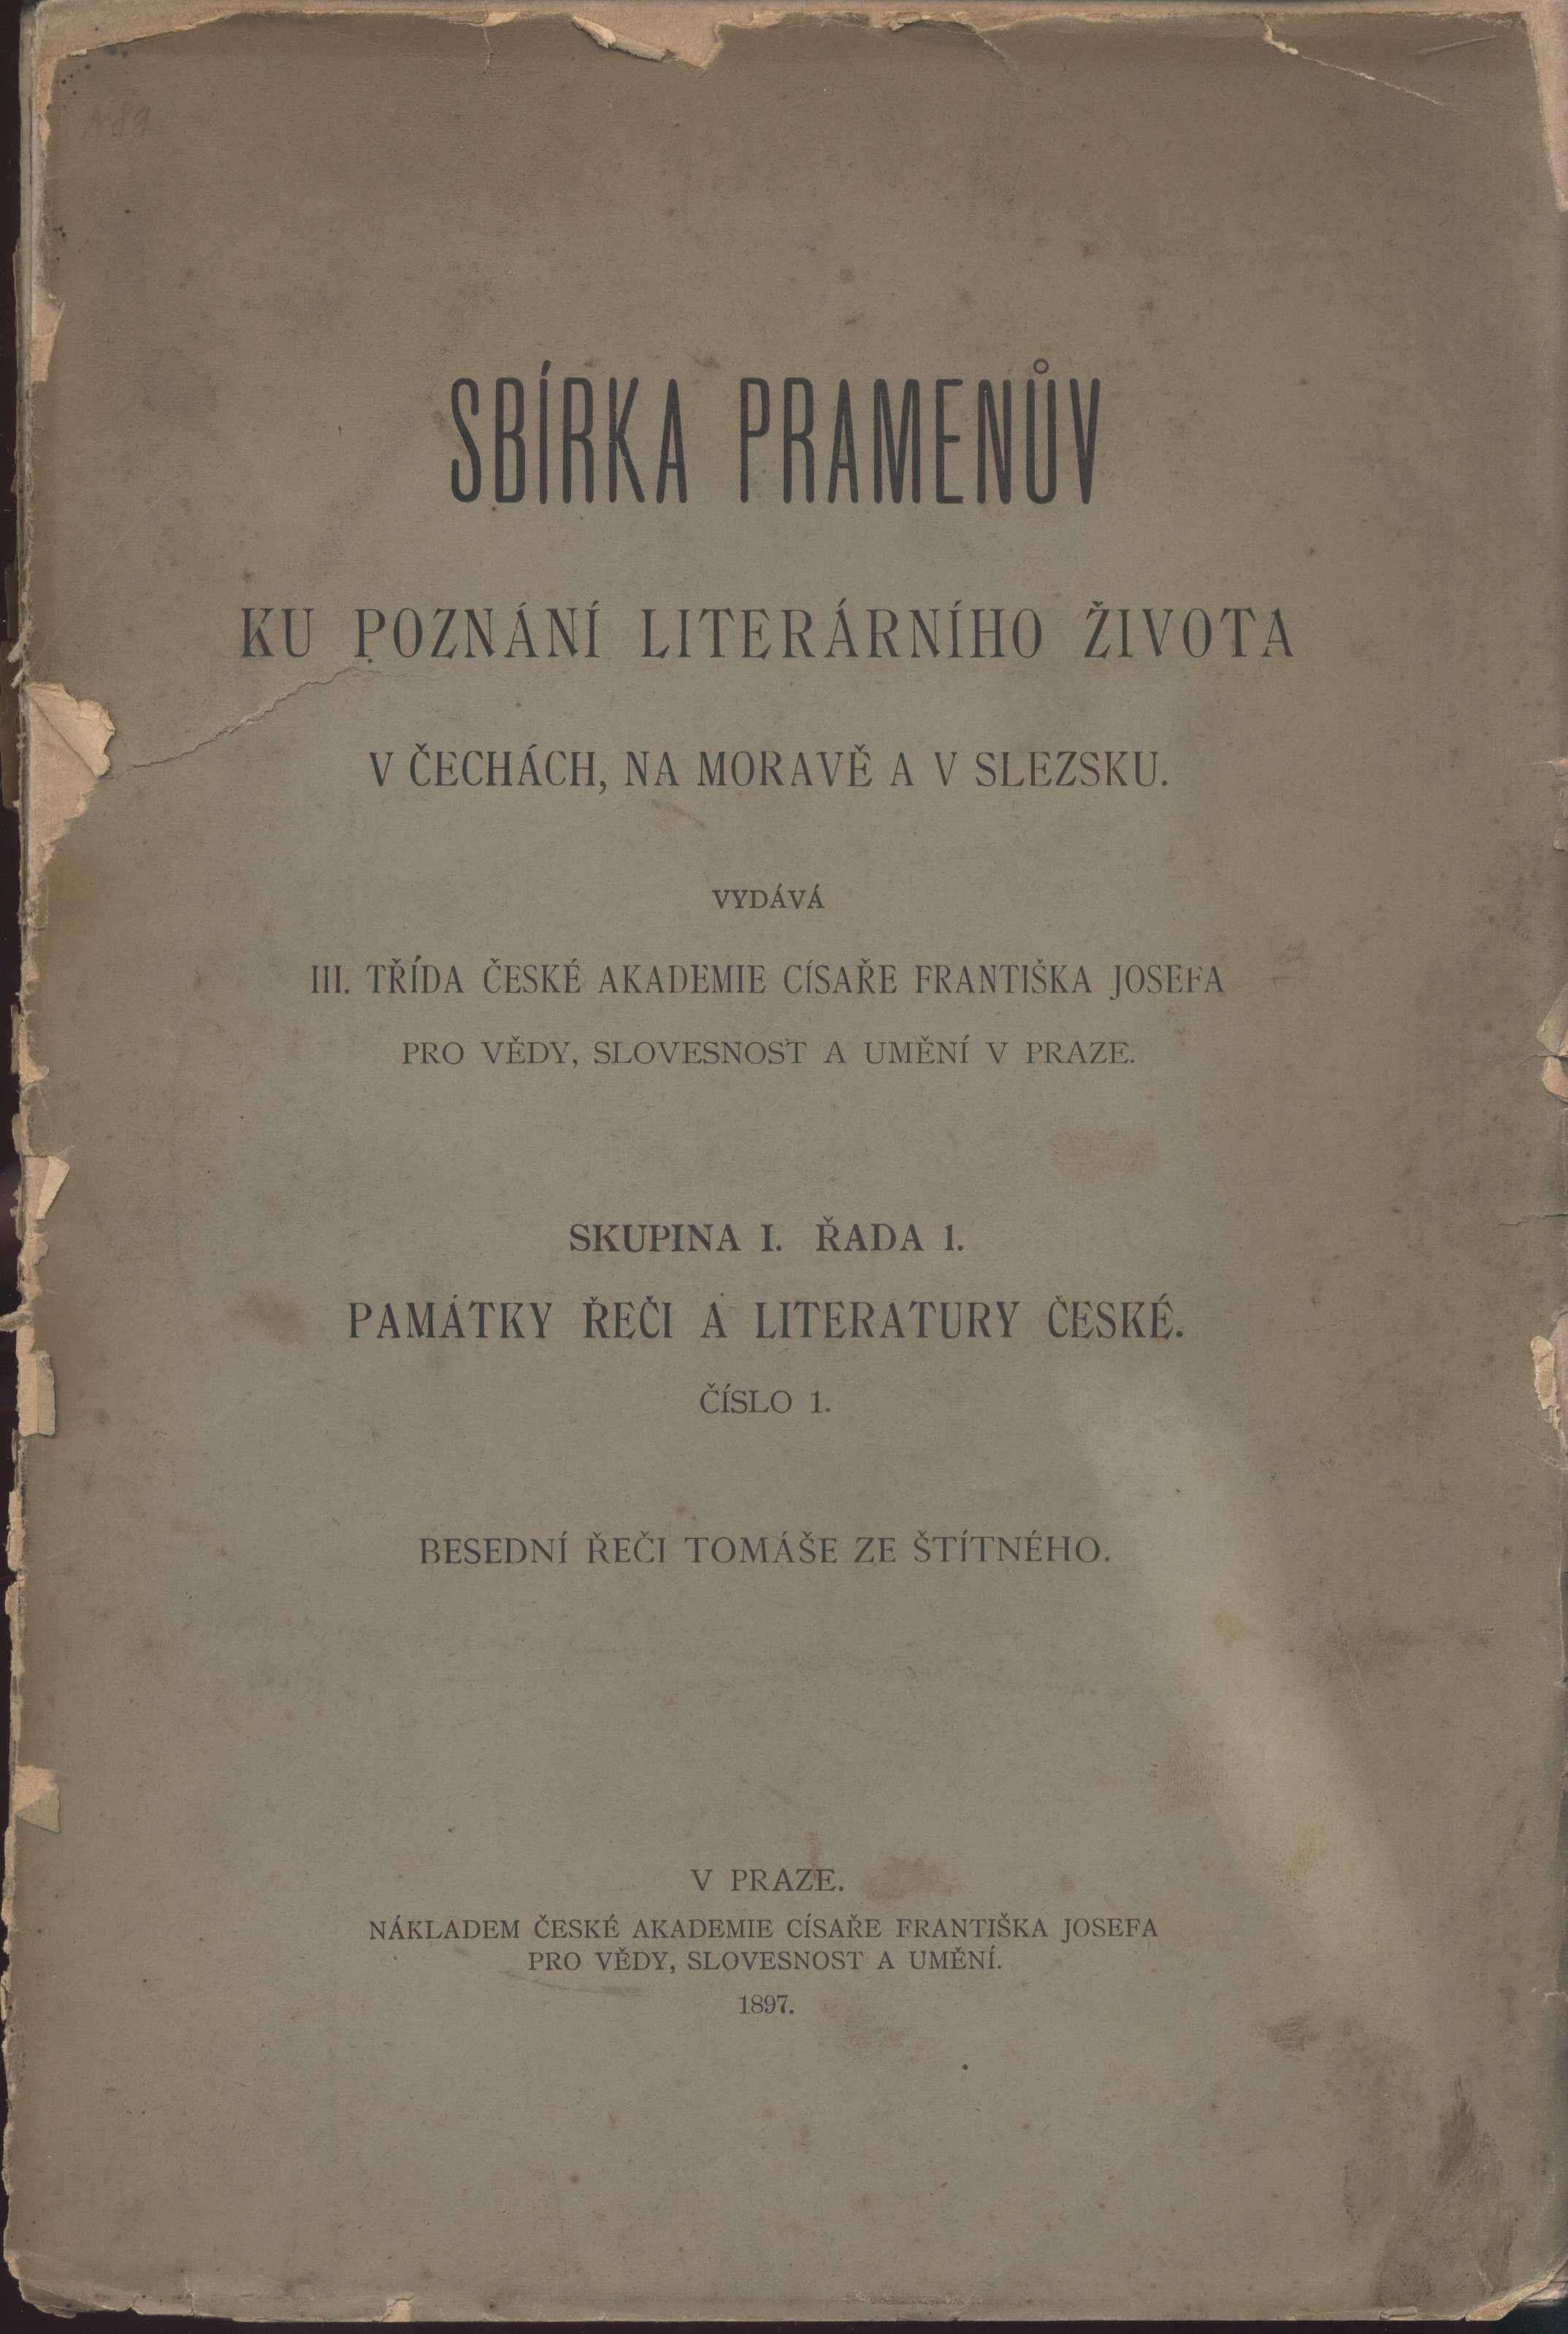 SBÍRKA PRAMENŮV
KU POZNÁNÍ LITERÁRNÍHO ŽIVOTA
V ČECHÁCH, NA MORAVĚ A V SLEZSKU.
VYDÁVÁ
III. TŘÍDA ČESKÉ AKADEMIE CÍSAŘE FRANTIŠKA JOSEFA
PRO VĚDY, SLOVESNOST A UMĚNÍ V PRAZE.
SKUPINA I. ŘADA 1.
PAMÁTKY ŘEČI A LITERATURY ČESKÉ.
ČÍSLO 1.
BESEDNÍ ŘEČI TOMÁŠE ZE ŠTÍTNÉHO.
V PRAZE.
NÁKLADEM ČESKÉ AKADEMIE CÍSAŘE FRANTIŠKA JOSEFA
PRO VĚDY, SLOVESNOST A UMĚNÍ.
1897.